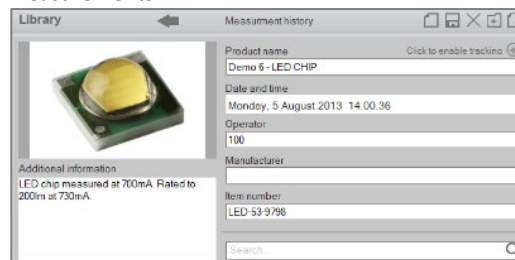 Library
Measurment history
Product name
Click to enable tracking
Demo 6 - LED CHIP
Date and time
Monday, 5 August 2013 14.00.36
Operator
100
Manufacturer
Additional information
LED chip measured at 700mA. Rated to
200lm at 730mA.
Item number
LED-53-9798
Search...